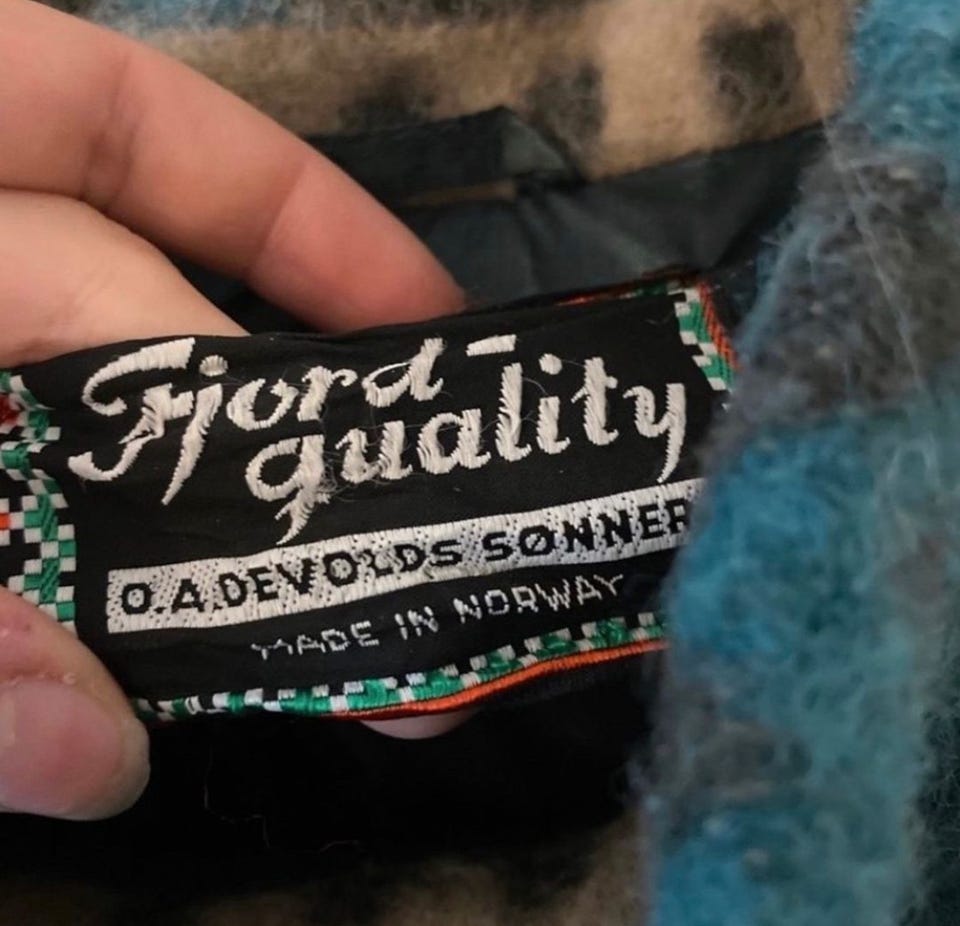 Fjord-
quality
O.A.DEVOLDS SØNNER
MADE IN NORWAY